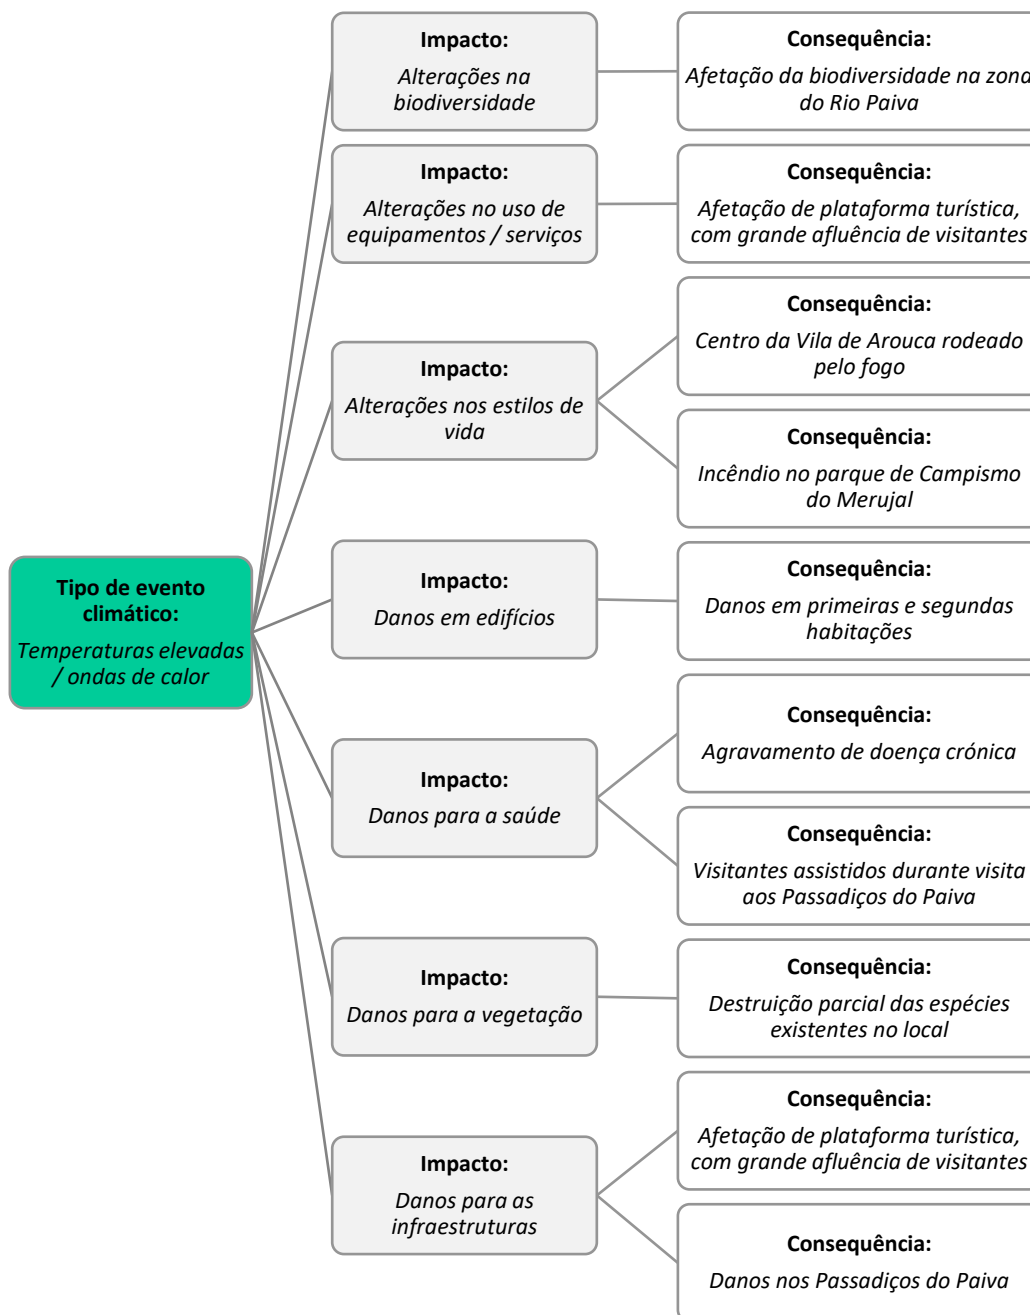 Tipo de evento
climático:
Temperaturas elevadas
/ ondas de calor
Impacto:
Alterações na
biodiversidade
Consequência:
Afetação da biodiversidade na zona
do Rio Paiva
Impacto:
Alterações no uso de
equipamentos / serviços
Consequência:
Afetação de plataforma turística,
com grande afluência de visitantes
Impacto:
Alterações nos estilos de
vida
Consequência:
Centro da Vila de Arouca rodeado
pelo fogo
Consequência:
Incêndio no parque de Campismo
do Merujal
Impacto:
Danos em edifícios
Consequência:
Danos em primeiras e segundas
habitações
Impacto:
Danos para a saúde
Consequência:
Agravamento de doença crónica
Consequência:
Visitantes assistidos durante visita
aos Passadiços do Paiva
Impacto:
Danos para a vegetação
Consequência:
Destruição parcial das espécies
existentes no local
Impacto:
Danos para as
infraestruturas
Consequência:
Afetação de plataforma turística,
com grande afluência de visitantes
Consequência:
Danos nos Passadiços do Paiva